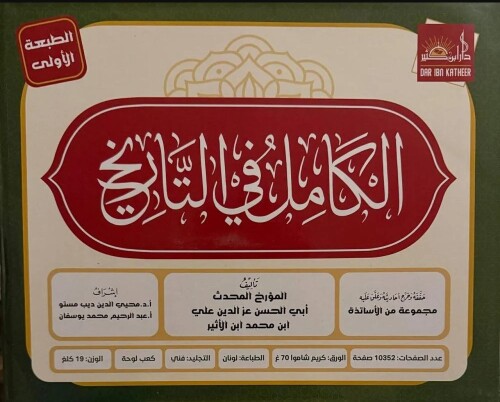 الطبعة
الأولى
دار ابن كثير
DAR IBN KATHEER
الكامل في التاريخ
حققه وخرج أحاديثه وعلق عليه
مجموعة من الأساتذة
تأليف
المؤرخ المحدث
أبي الحسن عز الدين علي
ابن محمد ابن الأثير
إشراف
أ.د.محيي الدين ديب مستو
أ.عبد الرحيم محمد يوسفان
عدد الصفحات: 10352 صفحة
الورق: كريم شاموا 70 غ
الطباعة: لونان
التجليد: فني
كعب لوحة
الوزن: 19 كلغ